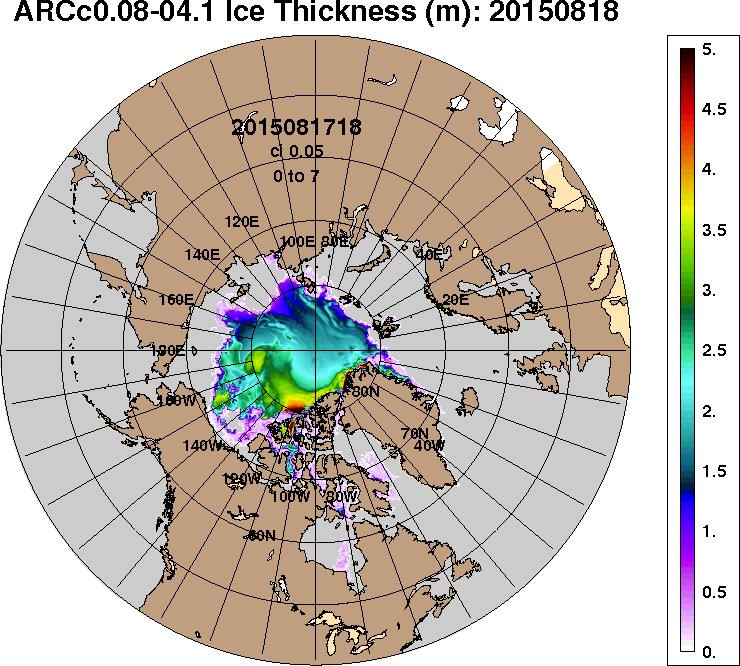 ARCc0.08-04.1 Ice Thickness (m): 20150818
2015081718
ci 0.05
0 to 7
120E
100E 80E
140E
40E
160E
20E
180E
160W
80N
140W
70N
40W
120W
100W
80W
60N
5.
4.5
4.
3.5
3.
2.5
2.
1.5
1.
0.5
0.